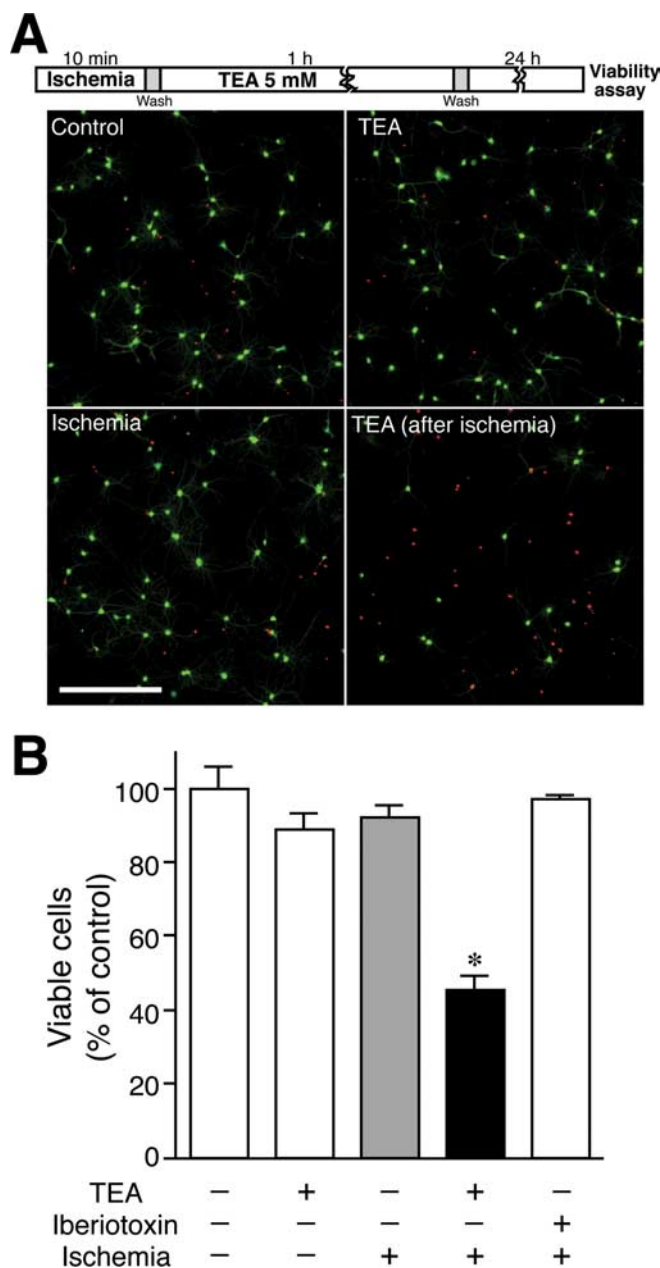 A
10 min 1 h 24 h
Ischemia TEA 5 mM Viability
assay
Wash Wash
Control TEA
Ischemia TEA (after ischemia)
B
Viable cells
(% of control)
100
80
60
40
20
0
*
TEA – + – + –
Iberiotoxin – – – – +
Ischemia – – + + +